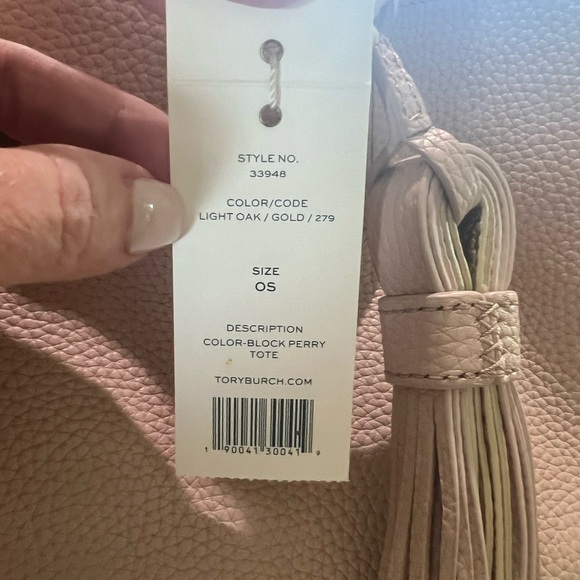 STYLE NO.
33948
COLOR/CODE
LIGHT OAK / GOLD / 279
SIZE
OS
DESCRIPTION
COLOR-BLOCK PERRY
TOTE
TORYBURCH.COM
1 90041 30041 9